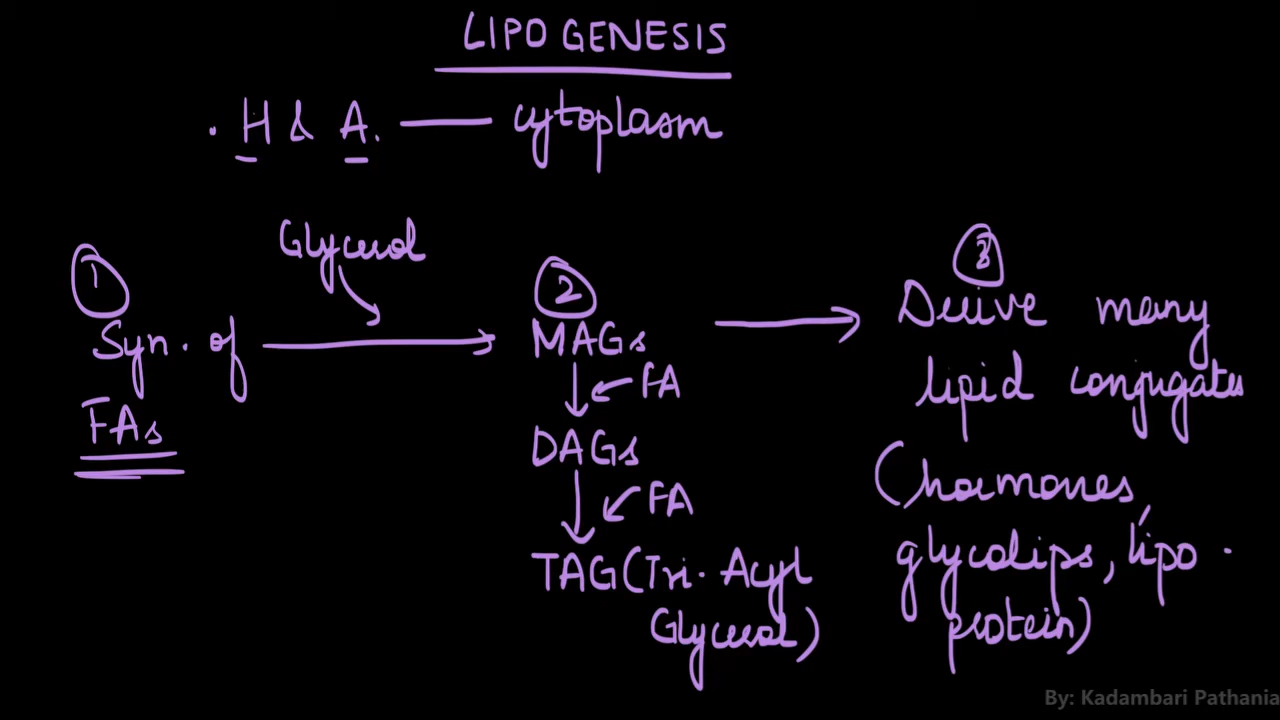 LIPO GENESIS
. H & A. — cytoplasm
Glycerol
1
Syn. of
FAs
2
MAGs
FA
DAGs
FA
TAG (Tri. Acyl
Glycerol)
3
Derive many
lipid conjugates
(hormones,
glycolips, lipo.
protein)
By: Kadambari Pathania